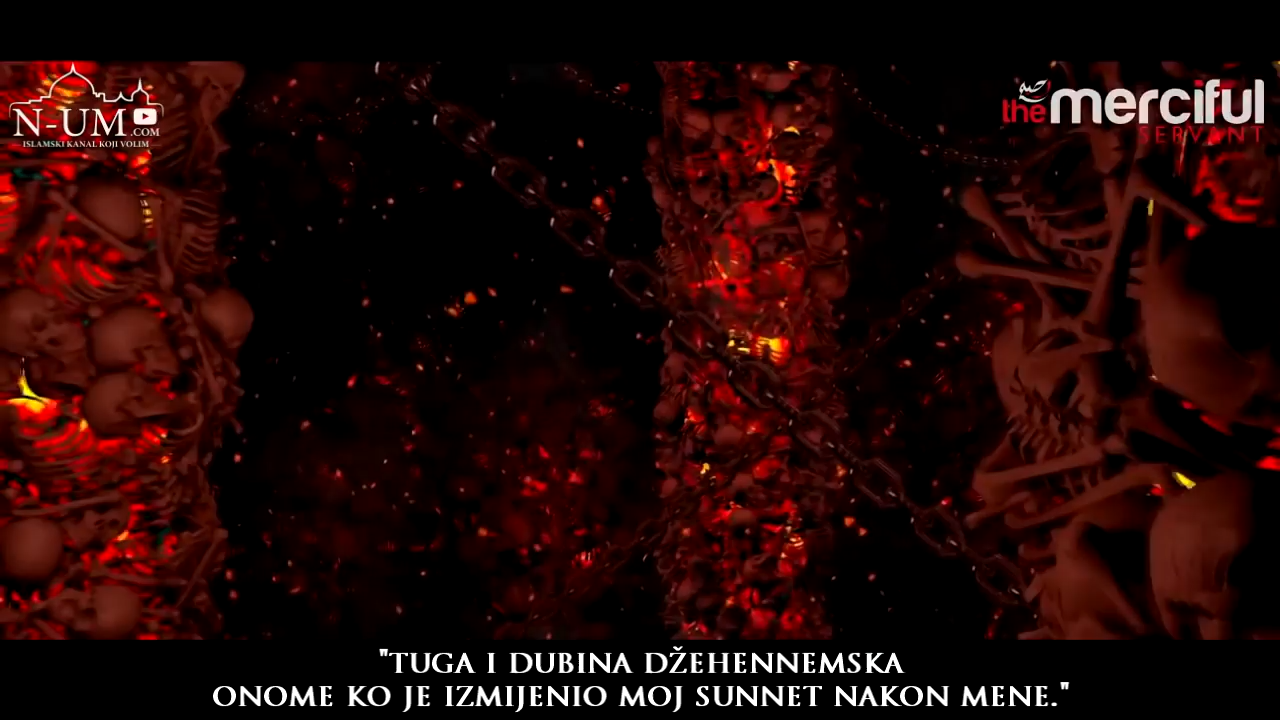 N-UM.COM
ISLAMSKI KANAL KOJI VOLIM
the merciful
SERVANT
"TUGA I DUBINA DŽEHENNEMSKA
ONOME KO JE IZMIJENIO MOJ SUNNET NAKON MENE."